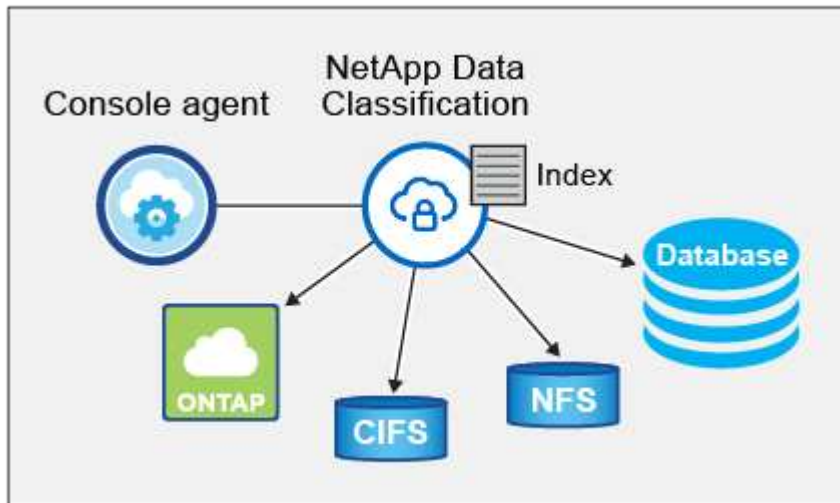 NetApp Data
Classification
Console agent
Index
Database
ONTAP
CIFS
NFS